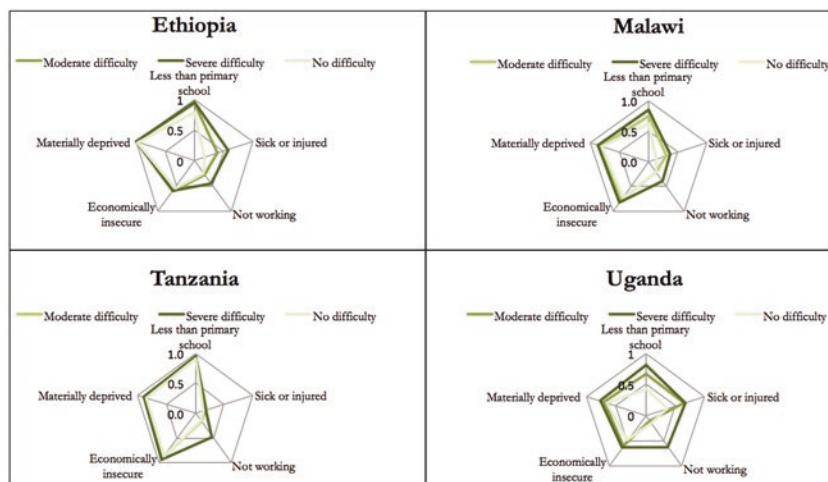 Ethiopia
Moderate difficulty Severe difficulty No difficulty
Less than primary
school
1
0.5
0
Materially deprived
Sick or injured
Economically
insecure
Not working
Malawi
Moderate difficulty Severe difficulty No difficulty
Less than primary
school
1.0
0.5
0.0
Materially deprived
Sick or injured
Economically
insecure
Not working
Tanzania
Moderate difficulty Severe difficulty No difficulty
Less than primary
school
1.0
0.5
0.0
Materially deprived
Sick or injured
Economically
insecure
Not working
Uganda
Moderate difficulty Severe difficulty No difficulty
Less than primary
school
1
0.5
0
Materially deprived
Sick or injured
Economically
insecure
Not working